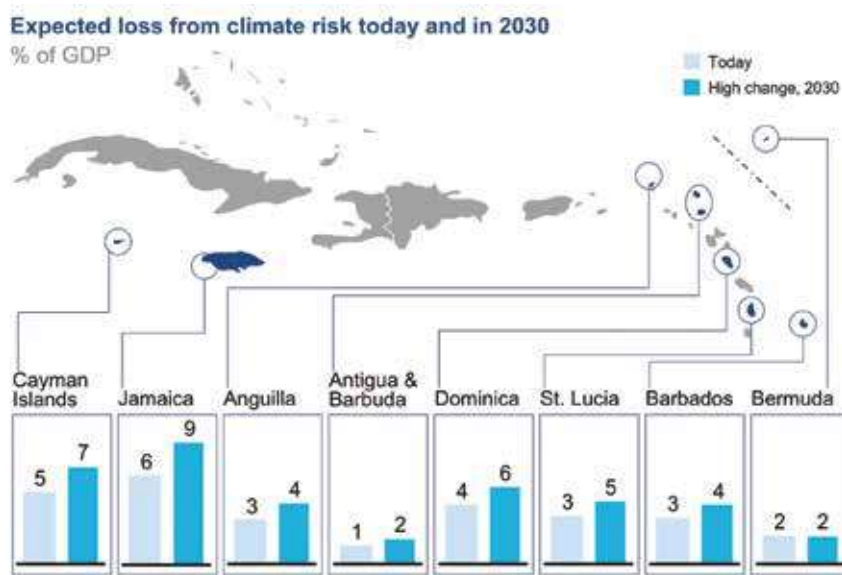 Expected loss from climate risk today and in 2030
% of GDP
Today
High change, 2030
Cayman
Islands
Jamaica
Anguilla
Antigua &
Barbuda
Dominica
St. Lucia
Barbados
Bermuda
5
7
6
9
3
4
1
2
4
6
3
5
3
4
2
2